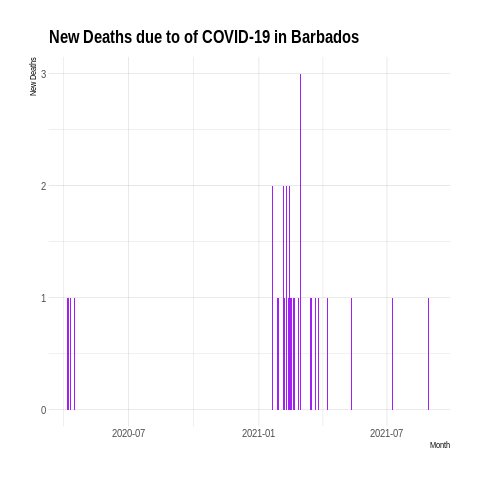 New Deaths due to of COVID-19 in Barbados
New Deaths
3
2
1
0
2020-07 2021-01 2021-07
Month